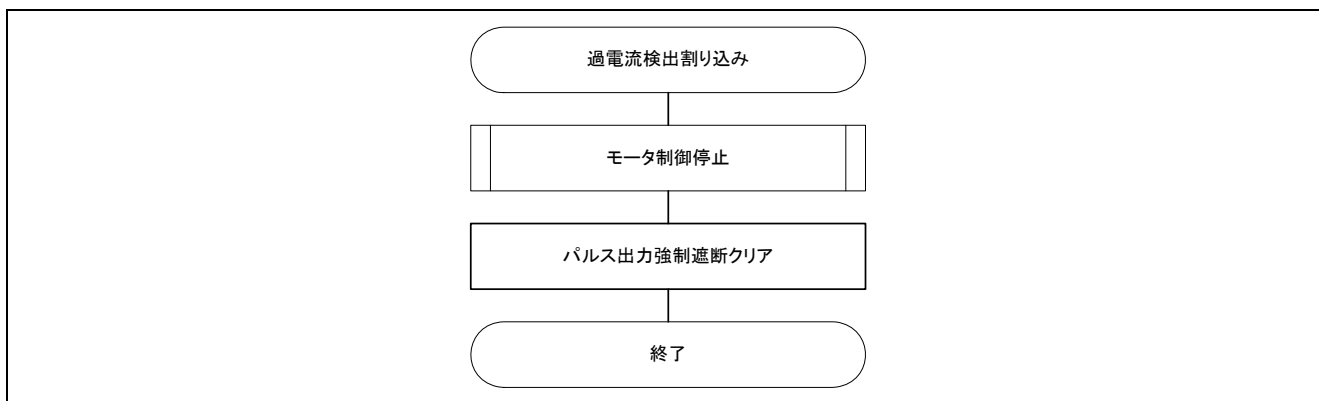 過電流検出割り込み
モータ制御停止
パルス出力強制遮断クリア
終了